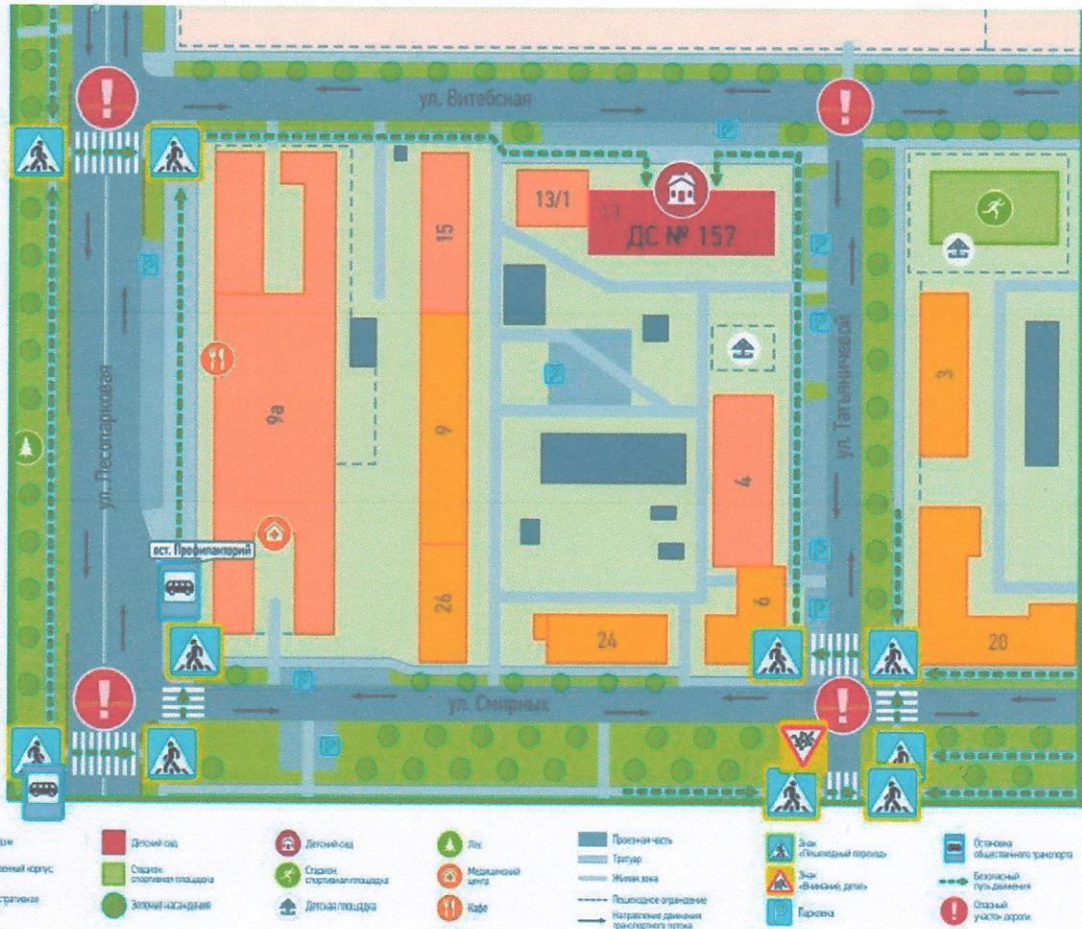 ул. Витебская
13/1
13
ДС № 157
15
9а
9
3
4
ул. Лесопарковая
ул. Татьяничевой
ост. Профилакторий
26
24
6
20
ул. Смирных
Детский сад
Стадион,
спортивная площадка
Зеленые насаждения
Детский сад
Стадион,
спортивная площадка
Детская площадка
Лес
Медицинский
центр
Кафе
Проезжая часть
Тротуар
Жилая зона
Пешеходное ограждение
Направление движения
транспортного потока
Знак
«Пешеходный переход»
Знак
«Внимание, дети»
Парковка
Остановка
общественного транспорта
Безопасный
путь движения
Опасный
участок дороги